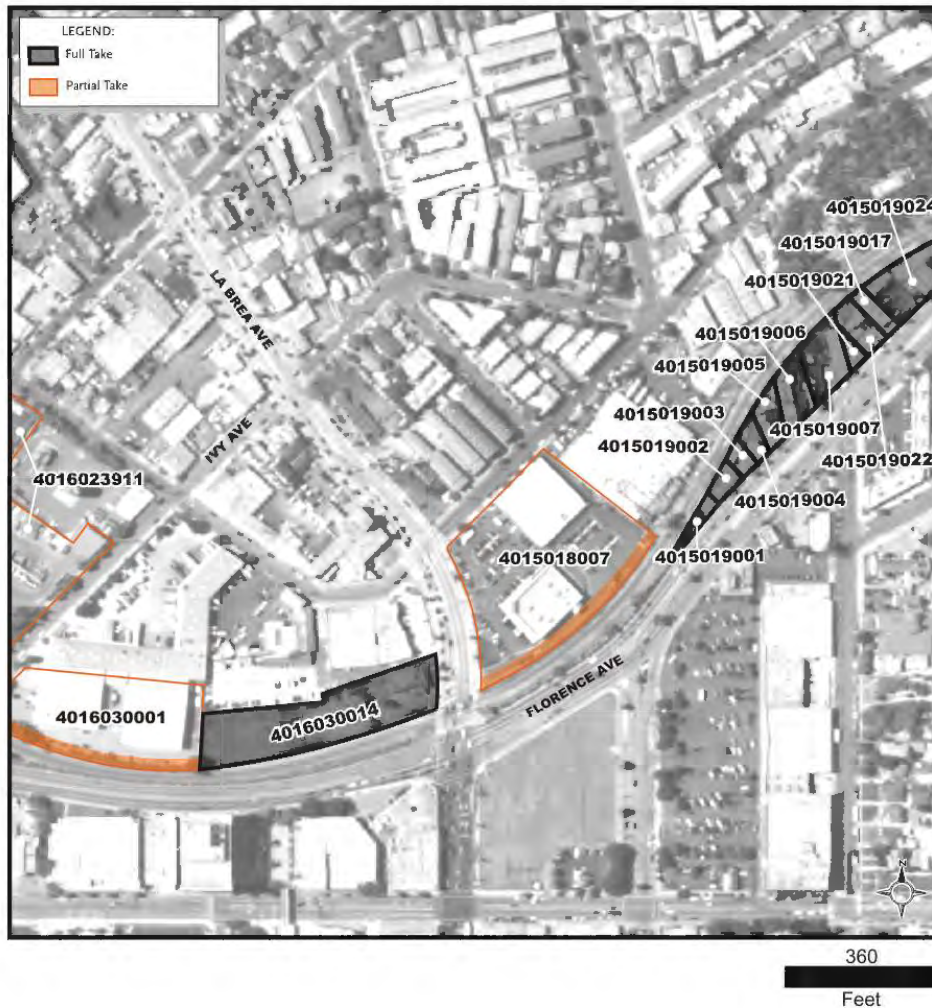 LEGEND:
Full Take
Partial Take
4015019024
4015019017
4015019021
LA BREA AVE
4015019006
4015019005
4015019003
4015019007
IVY AVE
4015019002
4015019022
4016023911
4015019004
4015018007
4015019001
FLORENCE AVE
4016030001
4016030014
N
360
Feet